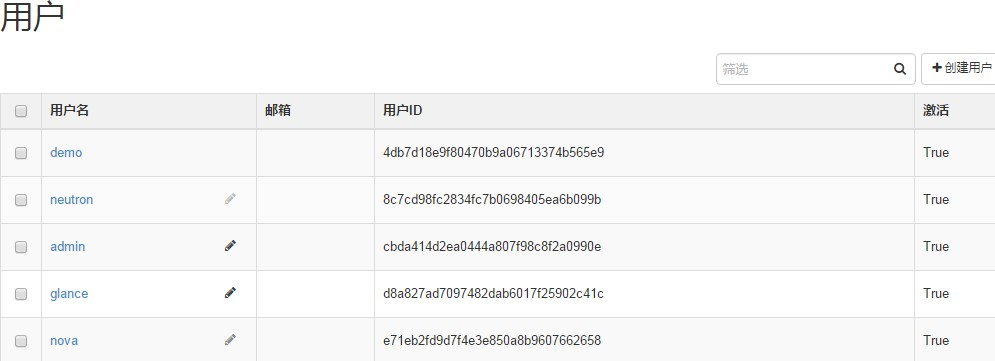 用户
筛选 创建用户
用户名 邮箱 用户ID 激活
demo 4db7d18e9f80470b9a06713374b565e9 True
neutron 8c7cd98fc2834fc7b0698405ea6b099b True
admin cbda414d2ea0444a807f98c8f2a0990e True
glance d8a827ad7097482dab6017f25902c41c True
nova e71eb2fd9d7f4e3e850a8b9607662658 True